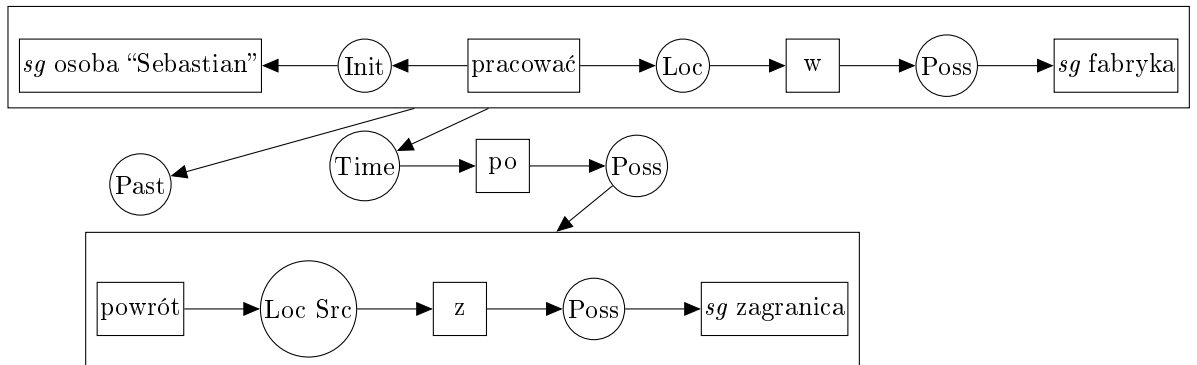 sg osoba “Sebastian” Init pracować Loc w Poss sg fabryka
Past Time po Poss
powrót Loc Src z Poss sg zagranica